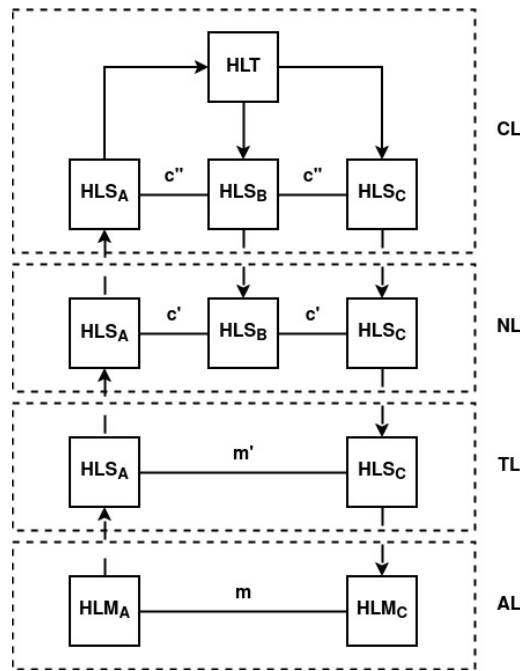 HLT
CL
c" c"
HLSA HLSB HLSC
c' c'
NL
HLSA HLSB HLSC
m'
TL
HLSA HLSC
m
AL
HLMA HLMC